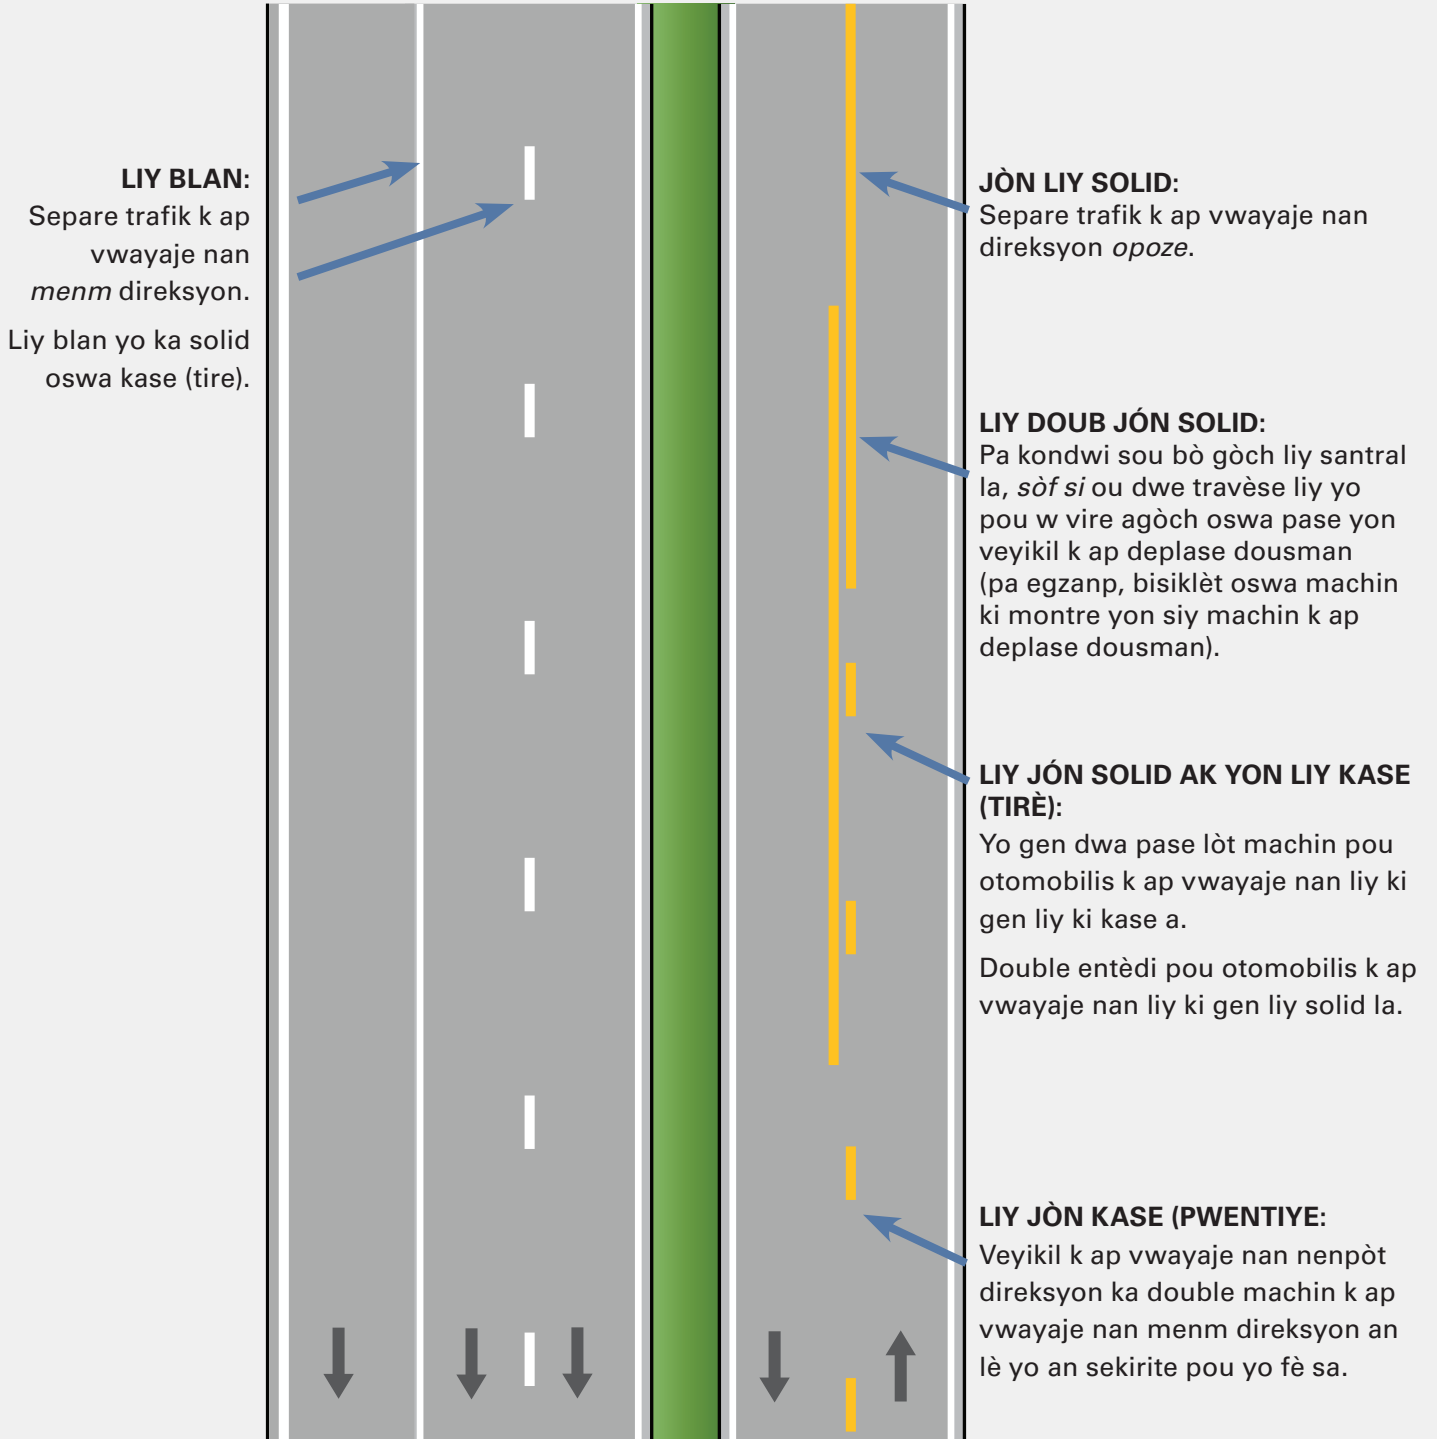 LIY BLAN:
Separe trafik k ap
vwayaje nan
menm direksyon.
Liy blan yo ka solid
oswa kase (tire).
JÒN LIY SOLID:
Separe trafik k ap vwayaje nan
direksyon opoze.
LIY DOUB JÓN SOLID:
Pa kondwi sou bò gòch liy santral
la, sòf si ou dwe travèse liy yo
pou w vire agòch oswa pase yon
veyikil k ap deplase dousman
(pa egzanp, bisiklèt oswa machin
ki montre yon siy machin k ap
deplase dousman).
LIY JÓN SOLID AK YON LIY KASE
(TIRÈ):
Yo gen dwa pase lòt machin pou
otomobilis k ap vwayaje nan liy ki
gen liy ki kase a.
Double entèdi pou otomobilis k ap
vwayaje nan liy ki gen liy solid la.
LIY JÒN KASE (PWENTIYE:
Veyikil k ap vwayaje nan nenpòt
direksyon ka double machin k ap
vwayaje nan menm direksyon an
lè yo an sekirite pou yo fè sa.